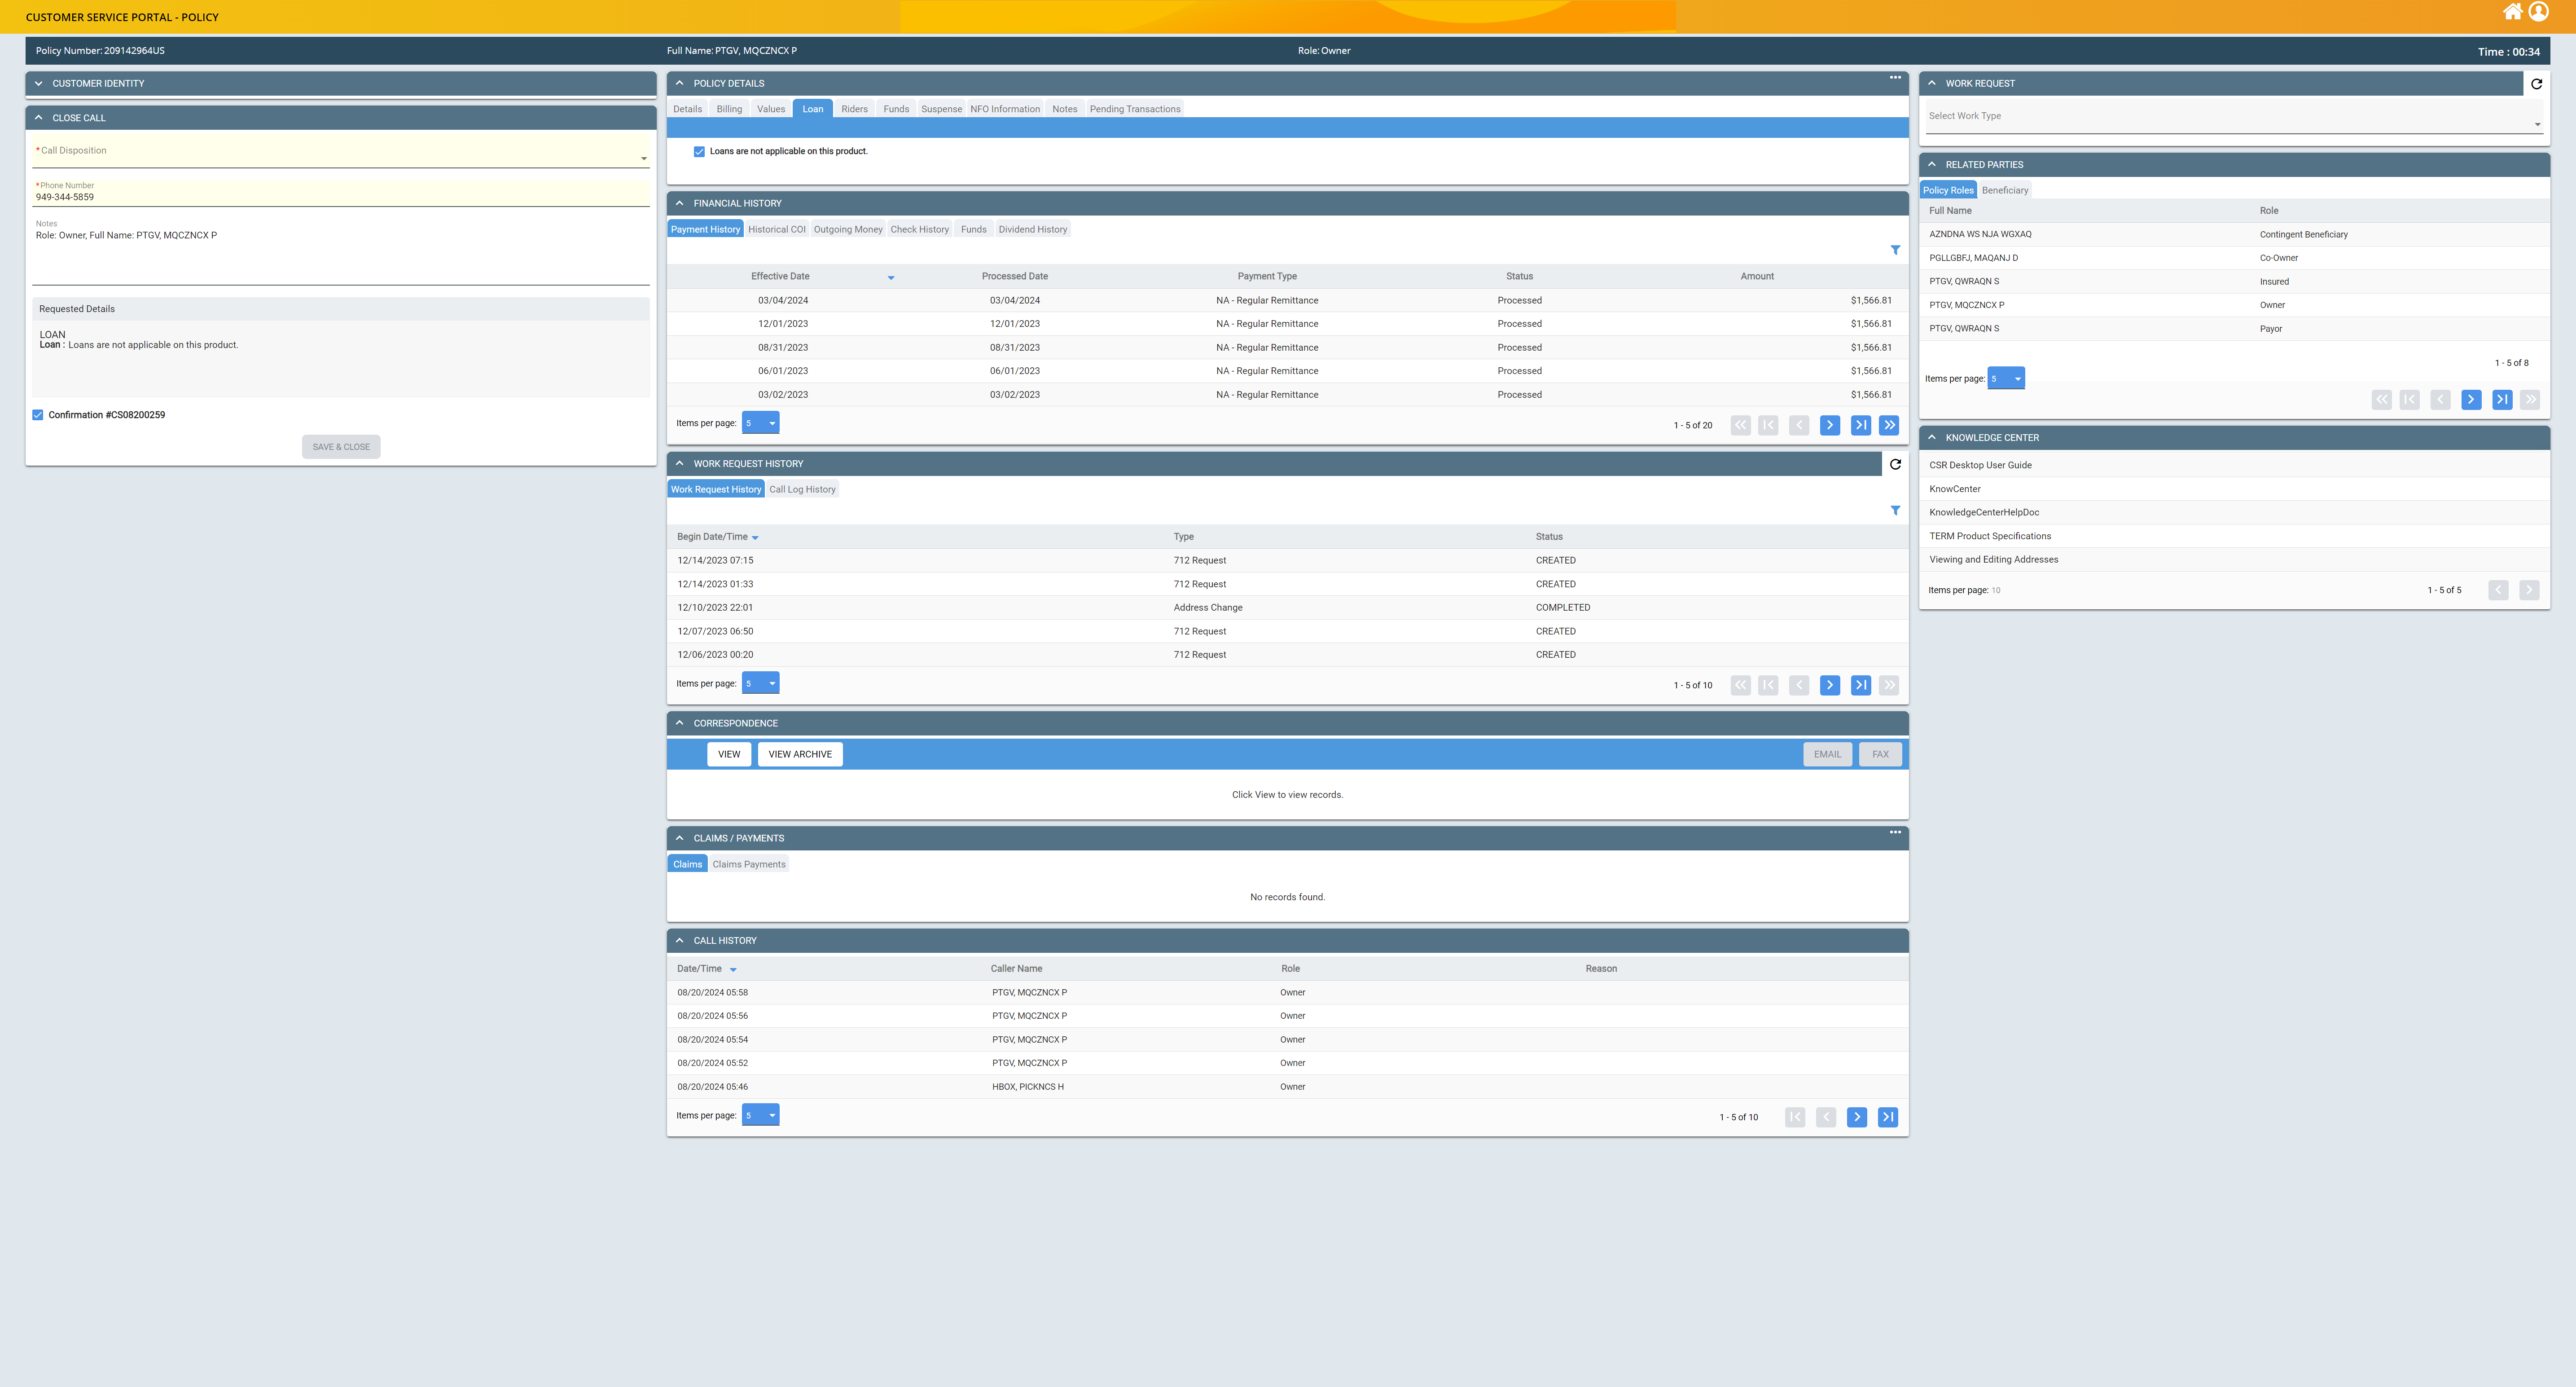 CUSTOMER SERVICE PORTAL - POLICY
Policy Number: 209142964US Full Name: PTGV, MQCZNCX P Role: Owner Time : 00:34
CUSTOMER IDENTITY
CLOSE CALL
*Call Disposition
*Phone Number
949-344-5859
Notes
Role: Owner, Full Name: PTGV, MQCZNCX P
Requested Details
LOAN
Loan : Loans are not applicable on this product.
Confirmation #CS08200259
SAVE & CLOSE
POLICY DETAILS
Details Billing Values Loan Riders Funds Suspense NFO Information Notes Pending Transactions
Loans are not applicable on this product.
FINANCIAL HISTORY
Payment History Historical COI Outgoing Money Check History Funds Dividend History
Effective Date Processed Date Payment Type Status Amount
03/04/2024 03/04/2024 NA - Regular Remittance Processed $1,566.81
12/01/2023 12/01/2023 NA - Regular Remittance Processed $1,566.81
08/31/2023 08/31/2023 NA - Regular Remittance Processed $1,566.81
06/01/2023 06/01/2023 NA - Regular Remittance Processed $1,566.81
03/02/2023 03/02/2023 NA - Regular Remittance Processed $1,566.81
Items per page: 5 1 - 5 of 20
WORK REQUEST HISTORY
Work Request History Call Log History
Begin Date/Time Type Status
12/14/2023 07:15 712 Request CREATED
12/14/2023 01:33 712 Request CREATED
12/10/2023 22:01 Address Change COMPLETED
12/07/2023 06:50 712 Request CREATED
12/06/2023 00:20 712 Request CREATED
Items per page: 5 1 - 5 of 10
CORRESPONDENCE
VIEW VIEW ARCHIVE EMAIL FAX
Click View to view records.
CLAIMS / PAYMENTS
Claims Claims Payments
No records found.
CALL HISTORY
Date/Time Caller Name Role Reason
08/20/2024 05:58 PTGV, MQCZNCX P Owner
08/20/2024 05:56 PTGV, MQCZNCX P Owner
08/20/2024 05:54 PTGV, MQCZNCX P Owner
08/20/2024 05:52 PTGV, MQCZNCX P Owner
08/20/2024 05:46 HBOX, PICKNCS H Owner
Items per page: 5 1 - 5 of 10
WORK REQUEST
Select Work Type
RELATED PARTIES
Policy Roles Beneficiary
Full Name Role
AZNDNA WS NJA WGXAQ Contingent Beneficiary
PGLLGBFJ, MAQANJ D Co-Owner
PTGV, QWRAQN S Insured
PTGV, MQCZNCX P Owner
PTGV, QWRAQN S Payor
1 - 5 of 8
Items per page: 5
KNOWLEDGE CENTER
CSR Desktop User Guide
KnowCenter
KnowledgeCenterHelpDoc
TERM Product Specifications
Viewing and Editing Addresses
Items per page: 10 1 - 5 of 5